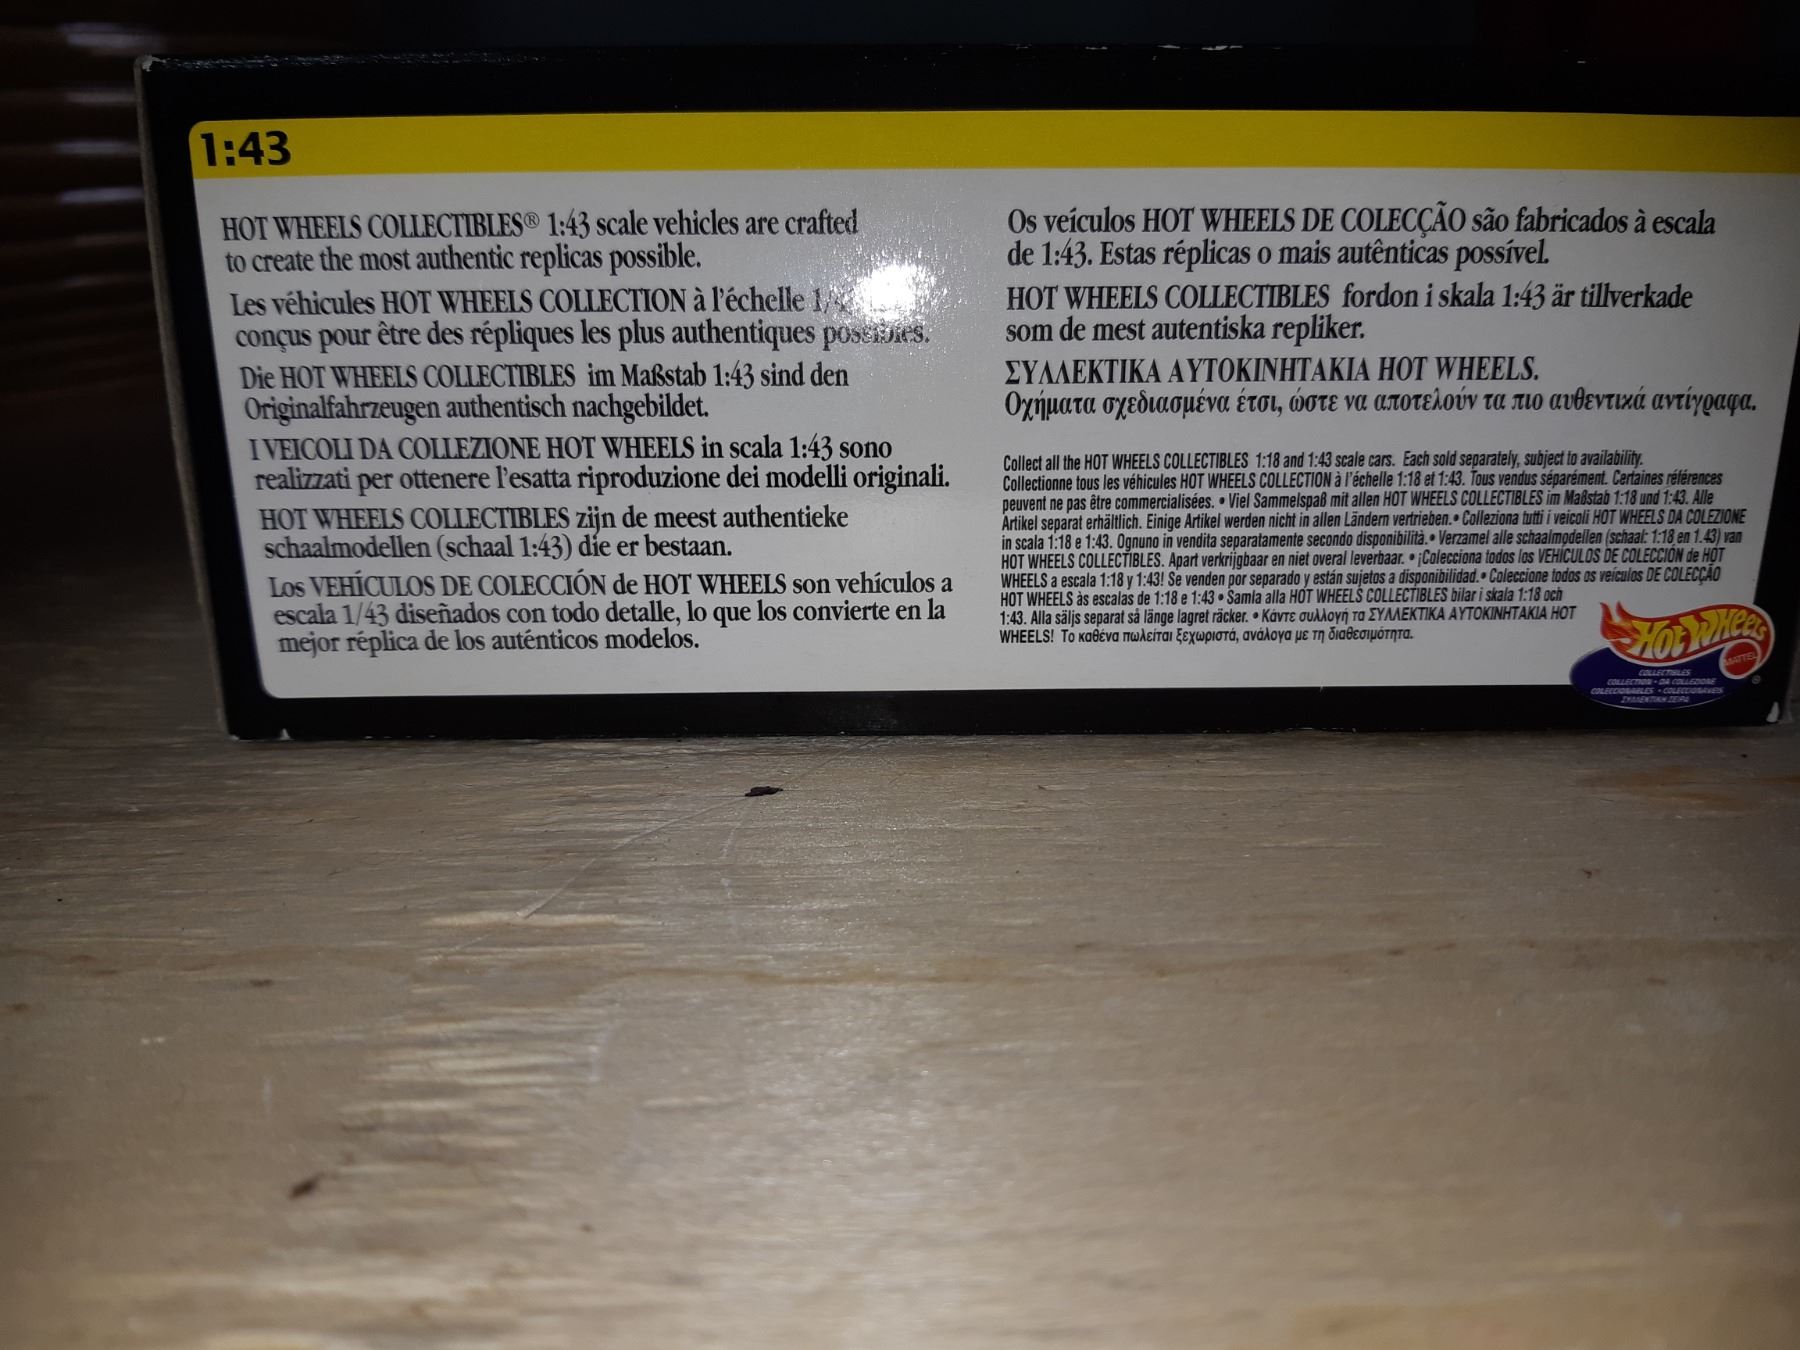 1:43
HOT WHEELS COLLECTIBLES® 1:43 scale vehicles are crafted
to create the most authentic replicas possible.
Les véhicules HOT WHEELS COLLECTION à l'échelle
conçus pour être des répliques les plus authentiques possibles.
Die HOT WHEELS COLLECTIBLES im Maßstab 1:43 sind den
Originalfahrzeugen authentisch nachgebildet.
I VEICOLI DA COLLEZIONE HOT WHEELS in scala 1:43 sono
realizzati per ottenere l'esatta riproduzione dei modelli originali.
HOT WHEELS COLLECTIBLES zijn de meest authentieke
schaalmodellen (schaal 1:43) die er bestaan.
Los VEHÍCULOS DE COLECCIÓN de HOT WHEELS son vehículos a
escala 1/43 diseñados con todo detalle, lo que los convierte en la
mejor réplica de los auténticos modelos.
Os veículos HOT WHEELS DE COLECÇÃO são fabricados à escala
de 1:43. Estas réplicas o mais autênticas possível.
HOT WHEELS COLLECTIBLES fordon i skala 1:43 är tillverkade
som de mest autentiska repliker.
ΣΥΛΛΕΚΤΙΚΑ ΑΥΤΟΚΙΝΗΤΑΚΙΑ HOT WHEELS.
Οχήματα σχεδιασμένα έτσι, ώστε να αποτελούν τα πιο αυθεντικά αντίγραφα.
Collect all the HOT WHEELS COLLECTIBLES 1:18 and 1:43 scale cars. Each sold separately, subject to availability.
Collectionne tous les véhicules HOT WHEELS COLLECTION à l'échelle 1:18 et 1:43. Tous vendus séparément. Certaines références
peuvent ne pas être commercialisées. • Viel Sammelspaß mit allen HOT WHEELS COLLECTIBLES im Maßstab 1:18 und 1:43. Alle
Artikel separat erhältlich. Einige Artikel werden nicht in allen Ländern vertrieben. • Colleziona tutti i veicoli HOT WHEELS DA COLEZIONE
in scala 1:18 e 1:43. Ognuno in vendita separatamente secondo disponibilità. • Verzamel alle schaalmodellen (schaal: 1:18 en 1.43) van
HOT WHEELS COLLECTIBLES. Apart verkrijgbaar en niet overal leverbaar. • ¡Colecciona todos los VEHÍCULOS DE COLECCIÓN de HOT
WHEELS a escala 1:18 y 1:43! Se venden por separado y están sujetos a disponibilidad. • Coleccione todos os veículos DE COLECÇÃO
HOT WHEELS às escalas de 1:18 e 1:43 • Samla alla HOT WHEELS COLLECTIBLES bilar i skala 1:18 och
1:43. Alla säljs separat så länge lagret räcker. • Κάντε συλλογή τα ΣΥΛΛΕΚΤΙΚΑ ΑΥΤΟΚΙΝΗΤΑΚΙΑ HOT
WHEELS! Το καθένα πωλείται ξεχωριστά, ανάλογα με τη διαθεσιμότητα.
Hot Wheels
MATTEL
®
COLLECTIBLES
COLLECTION • DA COLLEZIONE
COLECCIONABLES • COLECCIONAVEIS
ΣΥΛΛΕΚΤΙΚΗ ΣΕΙΡΑ